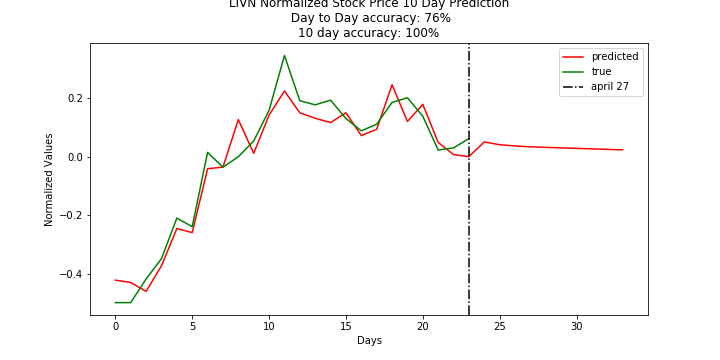 LIVN Normalized Stock Price 10 Day Prediction
Day to Day accuracy: 76%
10 day accuracy: 100%
predicted
true
april 27
0.2
0.0
−0.2
−0.4
Normalized Values
0 5 10 15 20 25 30
Days